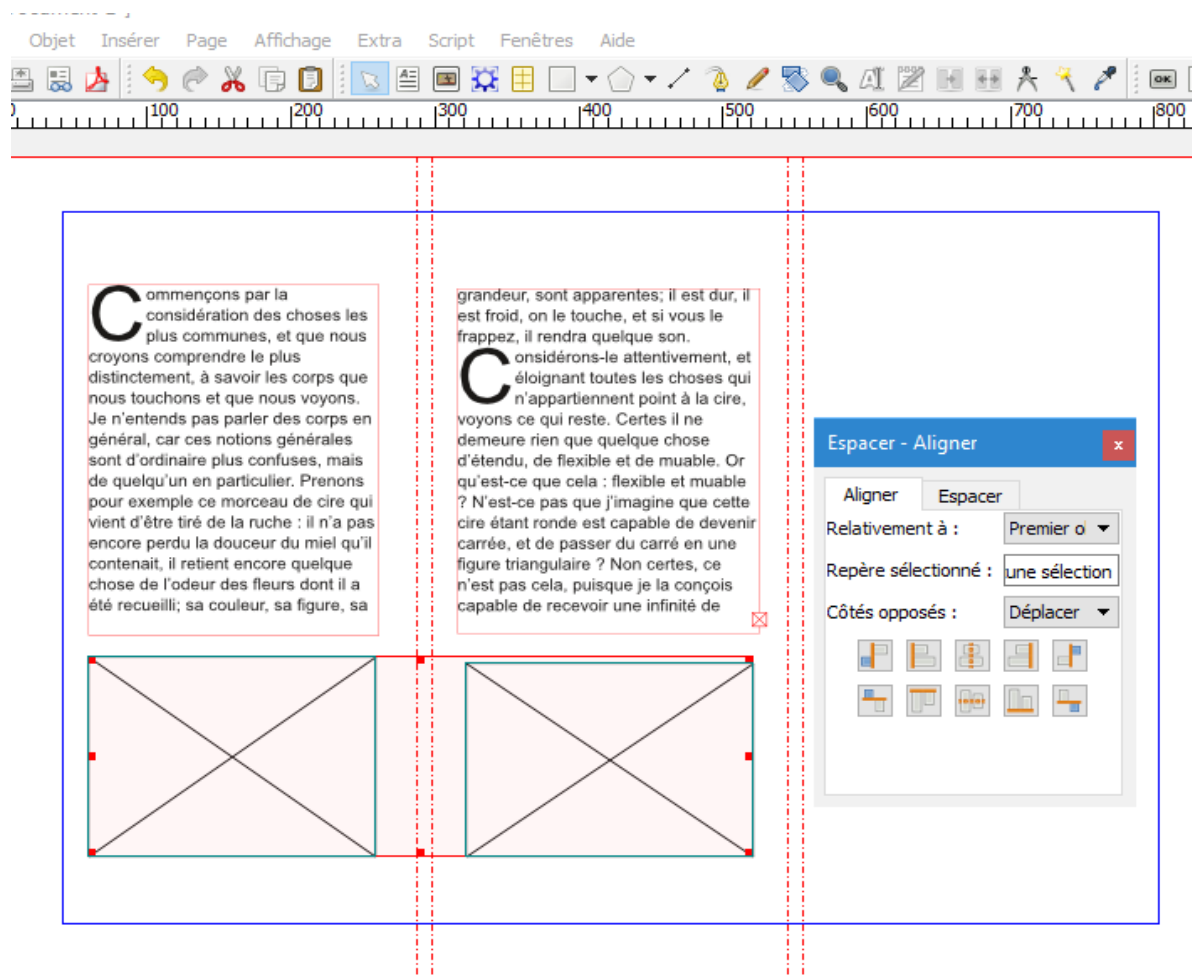 Objet Insérer Page Affichage Extra Script Fenêtres Aide
OK
100 200 300 400 500 600 700 800
Commençons par la
considération des choses les
plus communes, et que nous
croyons comprendre le plus
distinctement, à savoir les corps que
nous touchons et que nous voyons.
Je n'entends pas parler des corps en
général, car ces notions générales
sont d'ordinaire plus confuses, mais
de quelqu'un en particulier. Prenons
pour exemple ce morceau de cire qui
vient d'être tiré de la ruche : il n'a pas
encore perdu la douceur du miel qu'il
contenait, il retient encore quelque
chose de l'odeur des fleurs dont il a
été recueilli; sa couleur, sa figure, sa
grandeur, sont apparentes; il est dur, il
est froid, on le touche, et si vous le
frappez, il rendra quelque son.
Considérons-le attentivement, et
éloignant toutes les choses qui
n'appartiennent point à la cire,
voyons ce qui reste. Certes il ne
demeure rien que quelque chose
d'étendu, de flexible et de muable. Or
qu'est-ce que cela : flexible et muable
? N'est-ce pas que j'imagine que cette
cire étant ronde est capable de devenir
carrée, et de passer du carré en une
figure triangulaire ? Non certes, ce
n'est pas cela, puisque je la conçois
capable de recevoir une infinité de
Espacer - Aligner
x
Aligner Espacer
Relativement à : Premier o
Repère sélectionné : une sélection
Côtés opposés : Déplacer